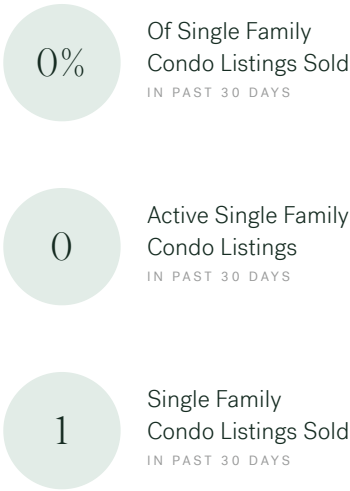 0%
Of Single Family
Condo Listings Sold
IN PAST 30 DAYS
0
Active Single Family
Condo Listings
IN PAST 30 DAYS
1
Single Family
Condo Listings Sold
IN PAST 30 DAYS